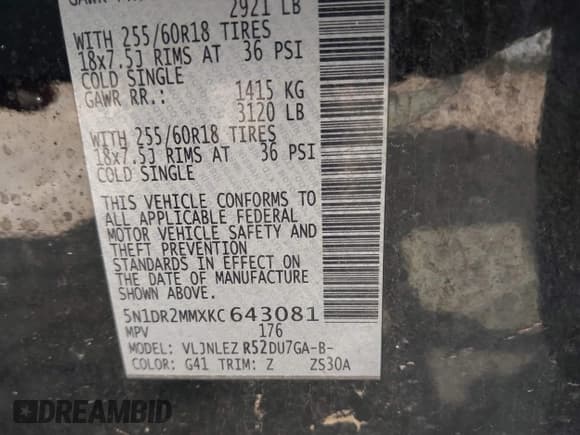 2921 LB
WITH 255/60R18 TIRES
18x7.5J RIMS AT 36 PSI
COLD SINGLE
GAWR RR.: 1415 KG
3120 LB
WITH 255/60R18 TIRES
18x7.5J RIMS AT 36 PSI
COLD SINGLE
THIS VEHICLE CONFORMS TO
ALL APPLICABLE FEDERAL
MOTOR VEHICLE SAFETY AND
THEFT PREVENTION
STANDARDS IN EFFECT ON
THE DATE OF MANUFACTURE
SHOWN ABOVE.
5N1DR2MMXKC 643081
MPV 176
MODEL: VLJNLEZ R52DU7GA-B-
COLOR: G41 TRIM: Z ZS30A
DREAMBID